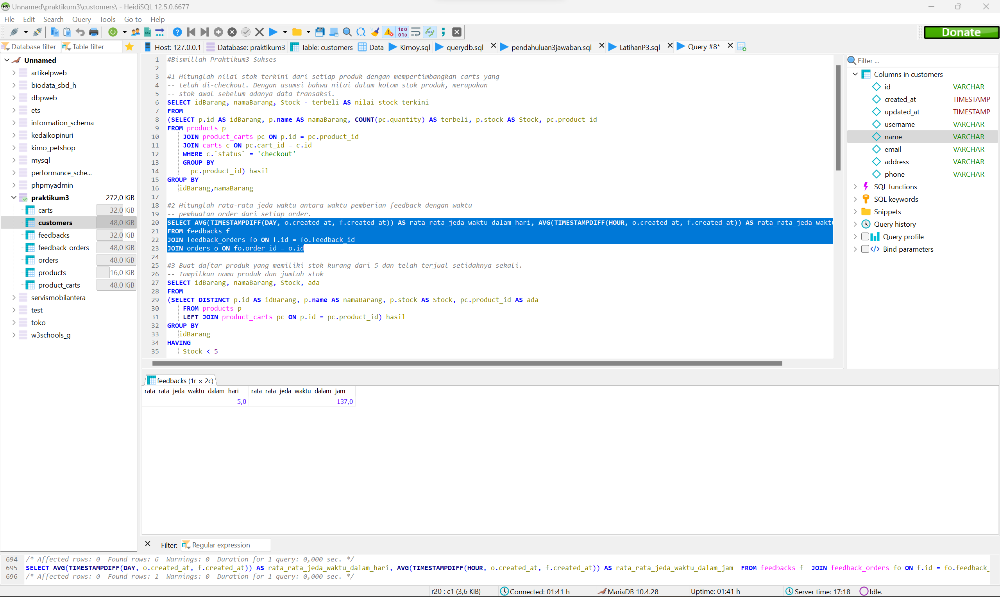 Unnamed\praktikum3\customers\ - HeidiSQL 12.5.0.6677
File Edit Search Query Tools Go to Help
Donate
Database filter Table filter
Host: 127.0.0.1 Database: praktikum3 Table: customers Data Kimoy.sql querydb.sql pendahuluan3jawaban.sql LatihanP3.sql Query #8*
Unnamed
artikelpweb
biodata_sbd_h
dbpweb
ets
information_schema
kedaikopinuri
kimo_petshop
mysql
performance_sche...
phpmyadmin
praktikum3 272,0 KiB
carts 32,0 KiB
customers 48,0 KiB
feedbacks 32,0 KiB
feedback_orders 48,0 KiB
orders 48,0 KiB
products 16,0 KiB
product_carts 48,0 KiB
servismobilantera
test
toko
w3schools_g
1 #Bismillah Praktikum3 Sukses
2
3 #1 Hitunglah nilai stok terkini dari setiap produk dengan mempertimbangkan carts yang
4 -- telah di-checkout. Dengan asumsi bahwa nilai dalam kolom stok produk, merupakan
5 -- stok awal sebelum adanya data transaksi.
6 SELECT idBarang, namaBarang, Stock - terbeli AS nilai_stock_terkini
7 FROM
8 (SELECT p.id AS idBarang, p.name AS namaBarang, COUNT(pc.quantity) AS terbeli, p.stock AS Stock, pc.product_id
9 FROM products p
10 JOIN product_carts pc ON p.id = pc.product_id
11 JOIN carts c ON pc.cart_id = c.id
12 WHERE c.`status` = 'checkout'
13 GROUP BY
14 pc.product_id) hasil
15 GROUP BY
16 idBarang,namaBarang
17
18 #2 Hitunglah rata-rata jeda waktu antara waktu pemberian feedback dengan waktu
19 -- pembuatan order dari setiap order.
20 SELECT AVG(TIMESTAMPDIFF(DAY, o.created_at, f.created_at)) AS rata_rata_jeda_waktu_dalam_hari, AVG(TIMESTAMPDIFF(HOUR, o.created_at, f.created_at)) AS rata_rata_jeda_waktu
21 FROM feedbacks f
22 JOIN feedback_orders fo ON f.id = fo.feedback_id
23 JOIN orders o ON fo.order_id = o.id
24
25 #3 Buat daftar produk yang memiliki stok kurang dari 5 dan telah terjual setidaknya sekali.
26 -- Tampilkan nama produk dan jumlah stok
27 SELECT idBarang, namaBarang, Stock, ada
28 FROM
29 (SELECT DISTINCT p.id AS idBarang, p.name AS namaBarang, p.stock AS Stock, pc.product_id AS ada
30 FROM products p
31 LEFT JOIN product_carts pc ON p.id = pc.product_id) hasil
32 GROUP BY
33 idBarang
34 HAVING
35 Stock < 5
Filter ...
Columns in customers
id VARCHAR
created_at TIMESTAMP
updated_at TIMESTAMP
username VARCHAR
name VARCHAR
email VARCHAR
address VARCHAR
phone VARCHAR
SQL functions
SQL keywords
Snippets
Query history
Query profile
Bind parameters
feedbacks (1r × 2c)
rata_rata_jeda_waktu_dalam_hari rata_rata_jeda_waktu_dalam_jam
5,0 137,0
Filter: Regular expression
694 /* Affected rows: 0 Found rows: 6 Warnings: 0 Duration for 1 query: 0,000 sec. */
695 SELECT AVG(TIMESTAMPDIFF(DAY, o.created_at, f.created_at)) AS rata_rata_jeda_waktu_dalam_hari, AVG(TIMESTAMPDIFF(HOUR, o.created_at, f.created_at)) AS rata_rata_jeda_waktu_dalam_jam FROM feedbacks f JOIN feedback_orders fo ON f.id = fo.feedback_
696 /* Affected rows: 0 Found rows: 1 Warnings: 0 Duration for 1 query: 0,000 sec. */
r20 : c1 (3,6 KiB) Connected: 01:41 h MariaDB 10.4.28 Uptime: 01:41 h Server time: 17:18 Idle.